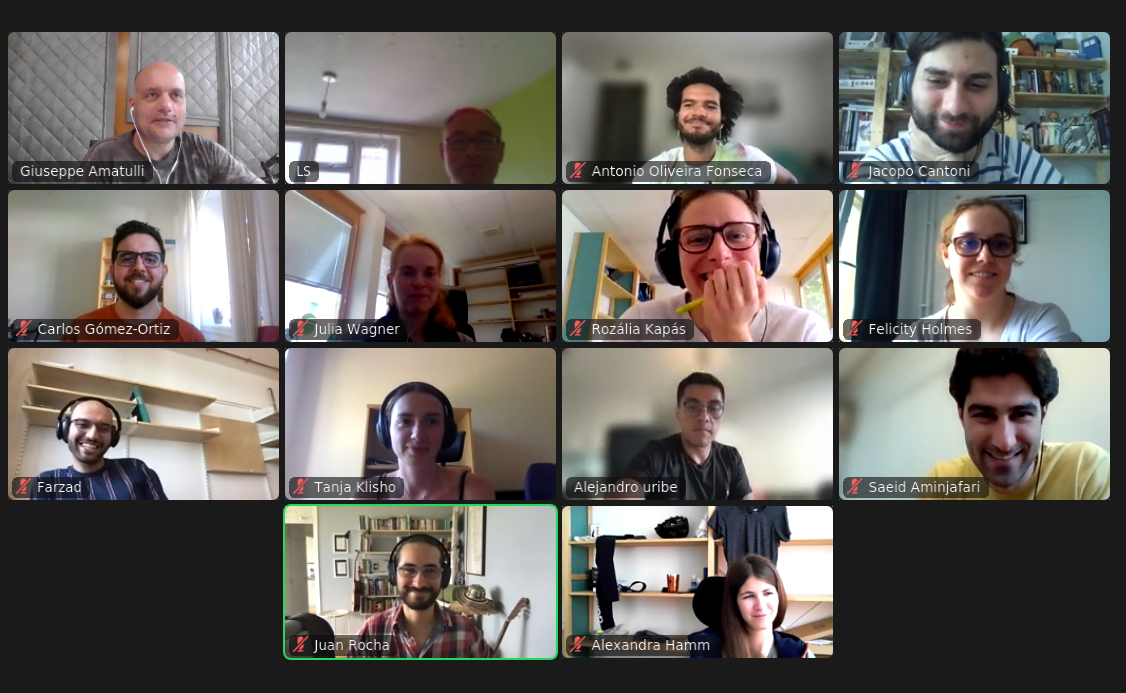 Giuseppe Amatulli
LS
Antonio Oliveira Fonseca
Jacopo Cantoni
Carlos Gómez-Ortiz
Julia Wagner
Rozália Kapás
Felicity Holmes
Farzad
Tanja Klisho
Alejandro uribe
Saeid Aminjafari
Juan Rocha
Alexandra Hamm